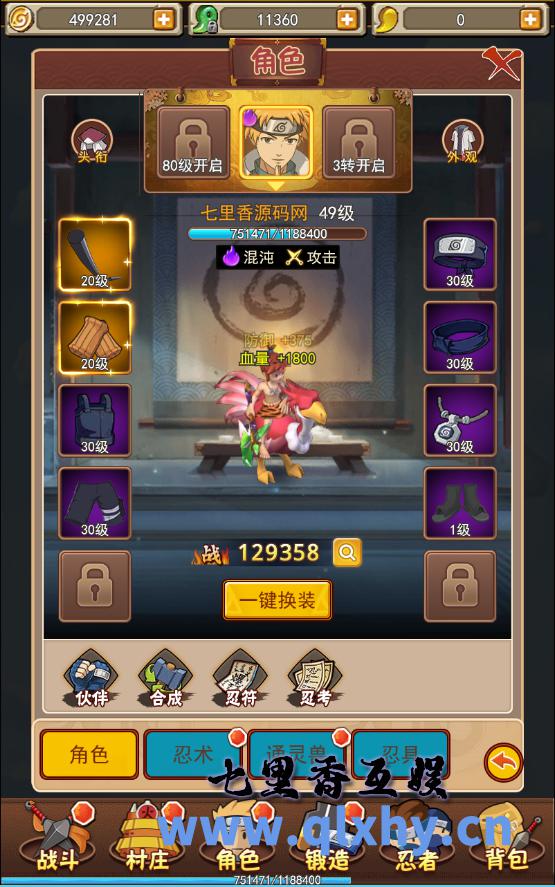 499281
11360
0
角色
80级开启
3转开启
头衔
外观
七里香源码网 49级
751471/1188400
混沌 攻击
20级
30级
防御 +375
血量 +1800
20级
30级
30级
30级
30级
1级
战 129358
一键换装
伙伴 合成 忍符 忍考
角色 忍术 通灵兽 忍具
七里香互娱
www.qlxhy.cn
战斗 村庄 角色 锻造 忍者 背包
751471/1188400